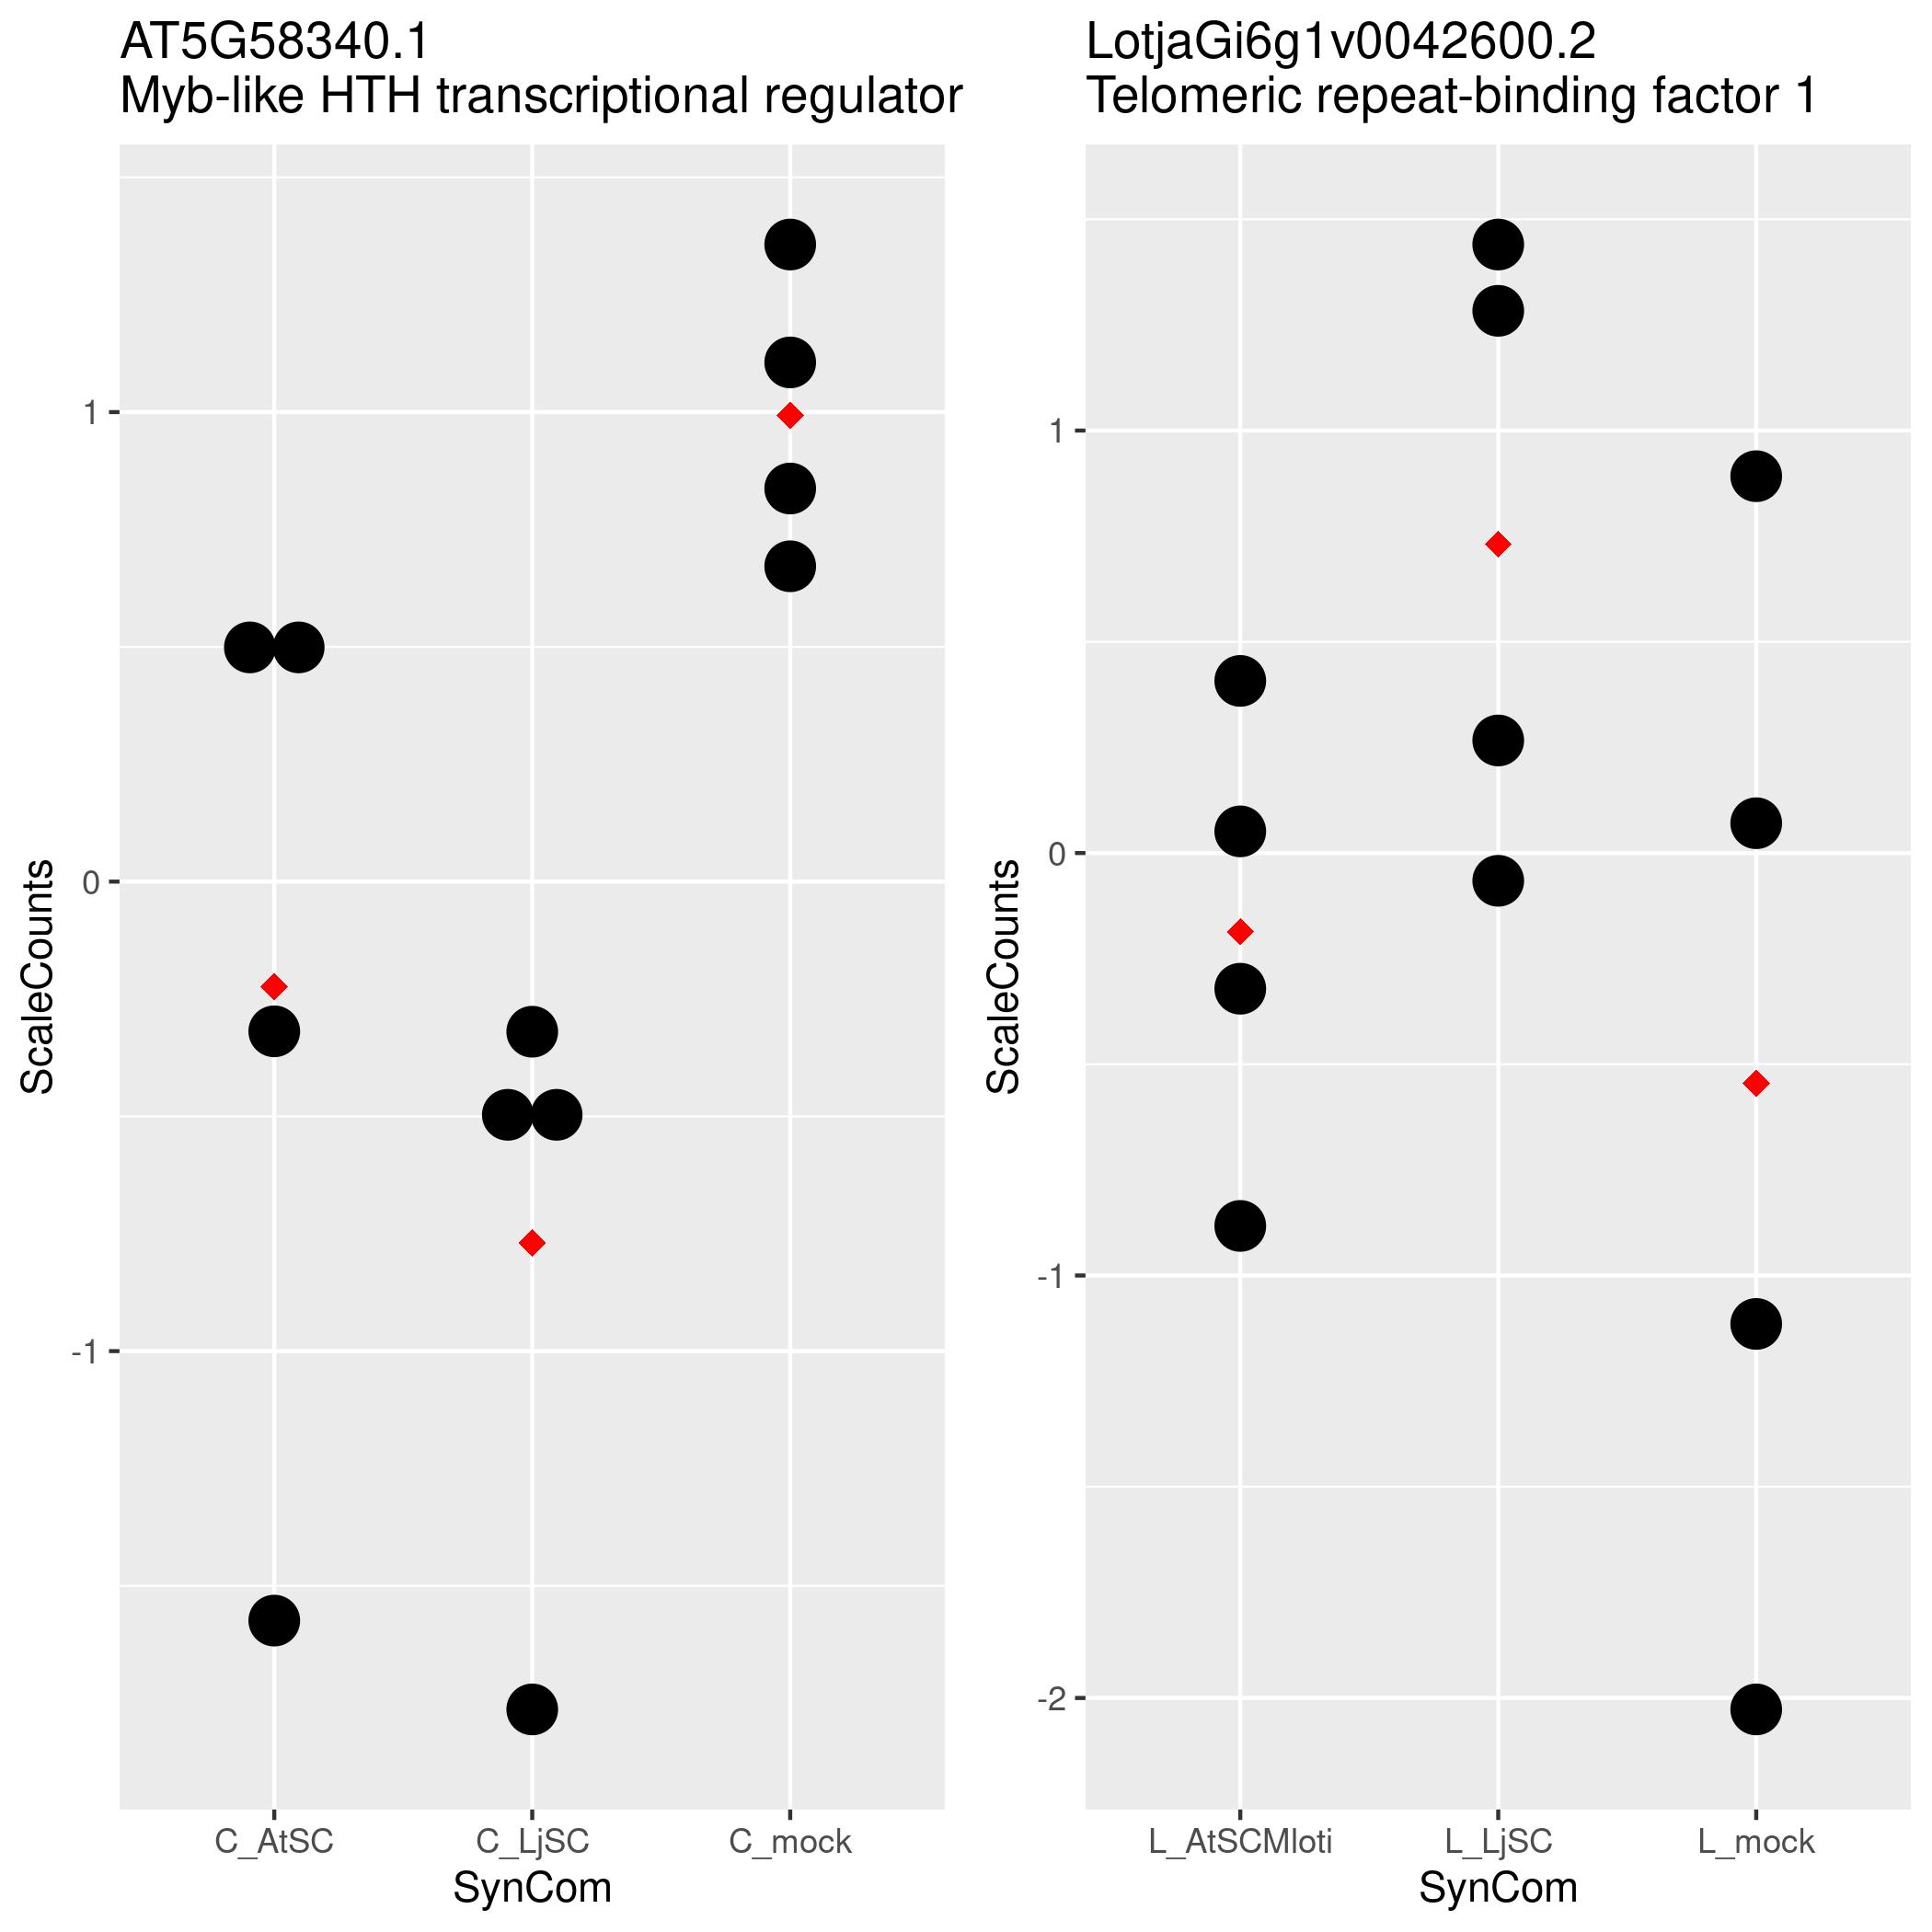 AT5G58340.1
Myb-like HTH transcriptional regulator
ScaleCounts
1
0
-1
C_AtSC
C_LjSC
C_mock
SynCom
LotjaGi6g1v0042600.2
Telomeric repeat-binding factor 1
ScaleCounts
1
0
-1
-2
L_AtSCMloti
L_LjSC
L_mock
SynCom